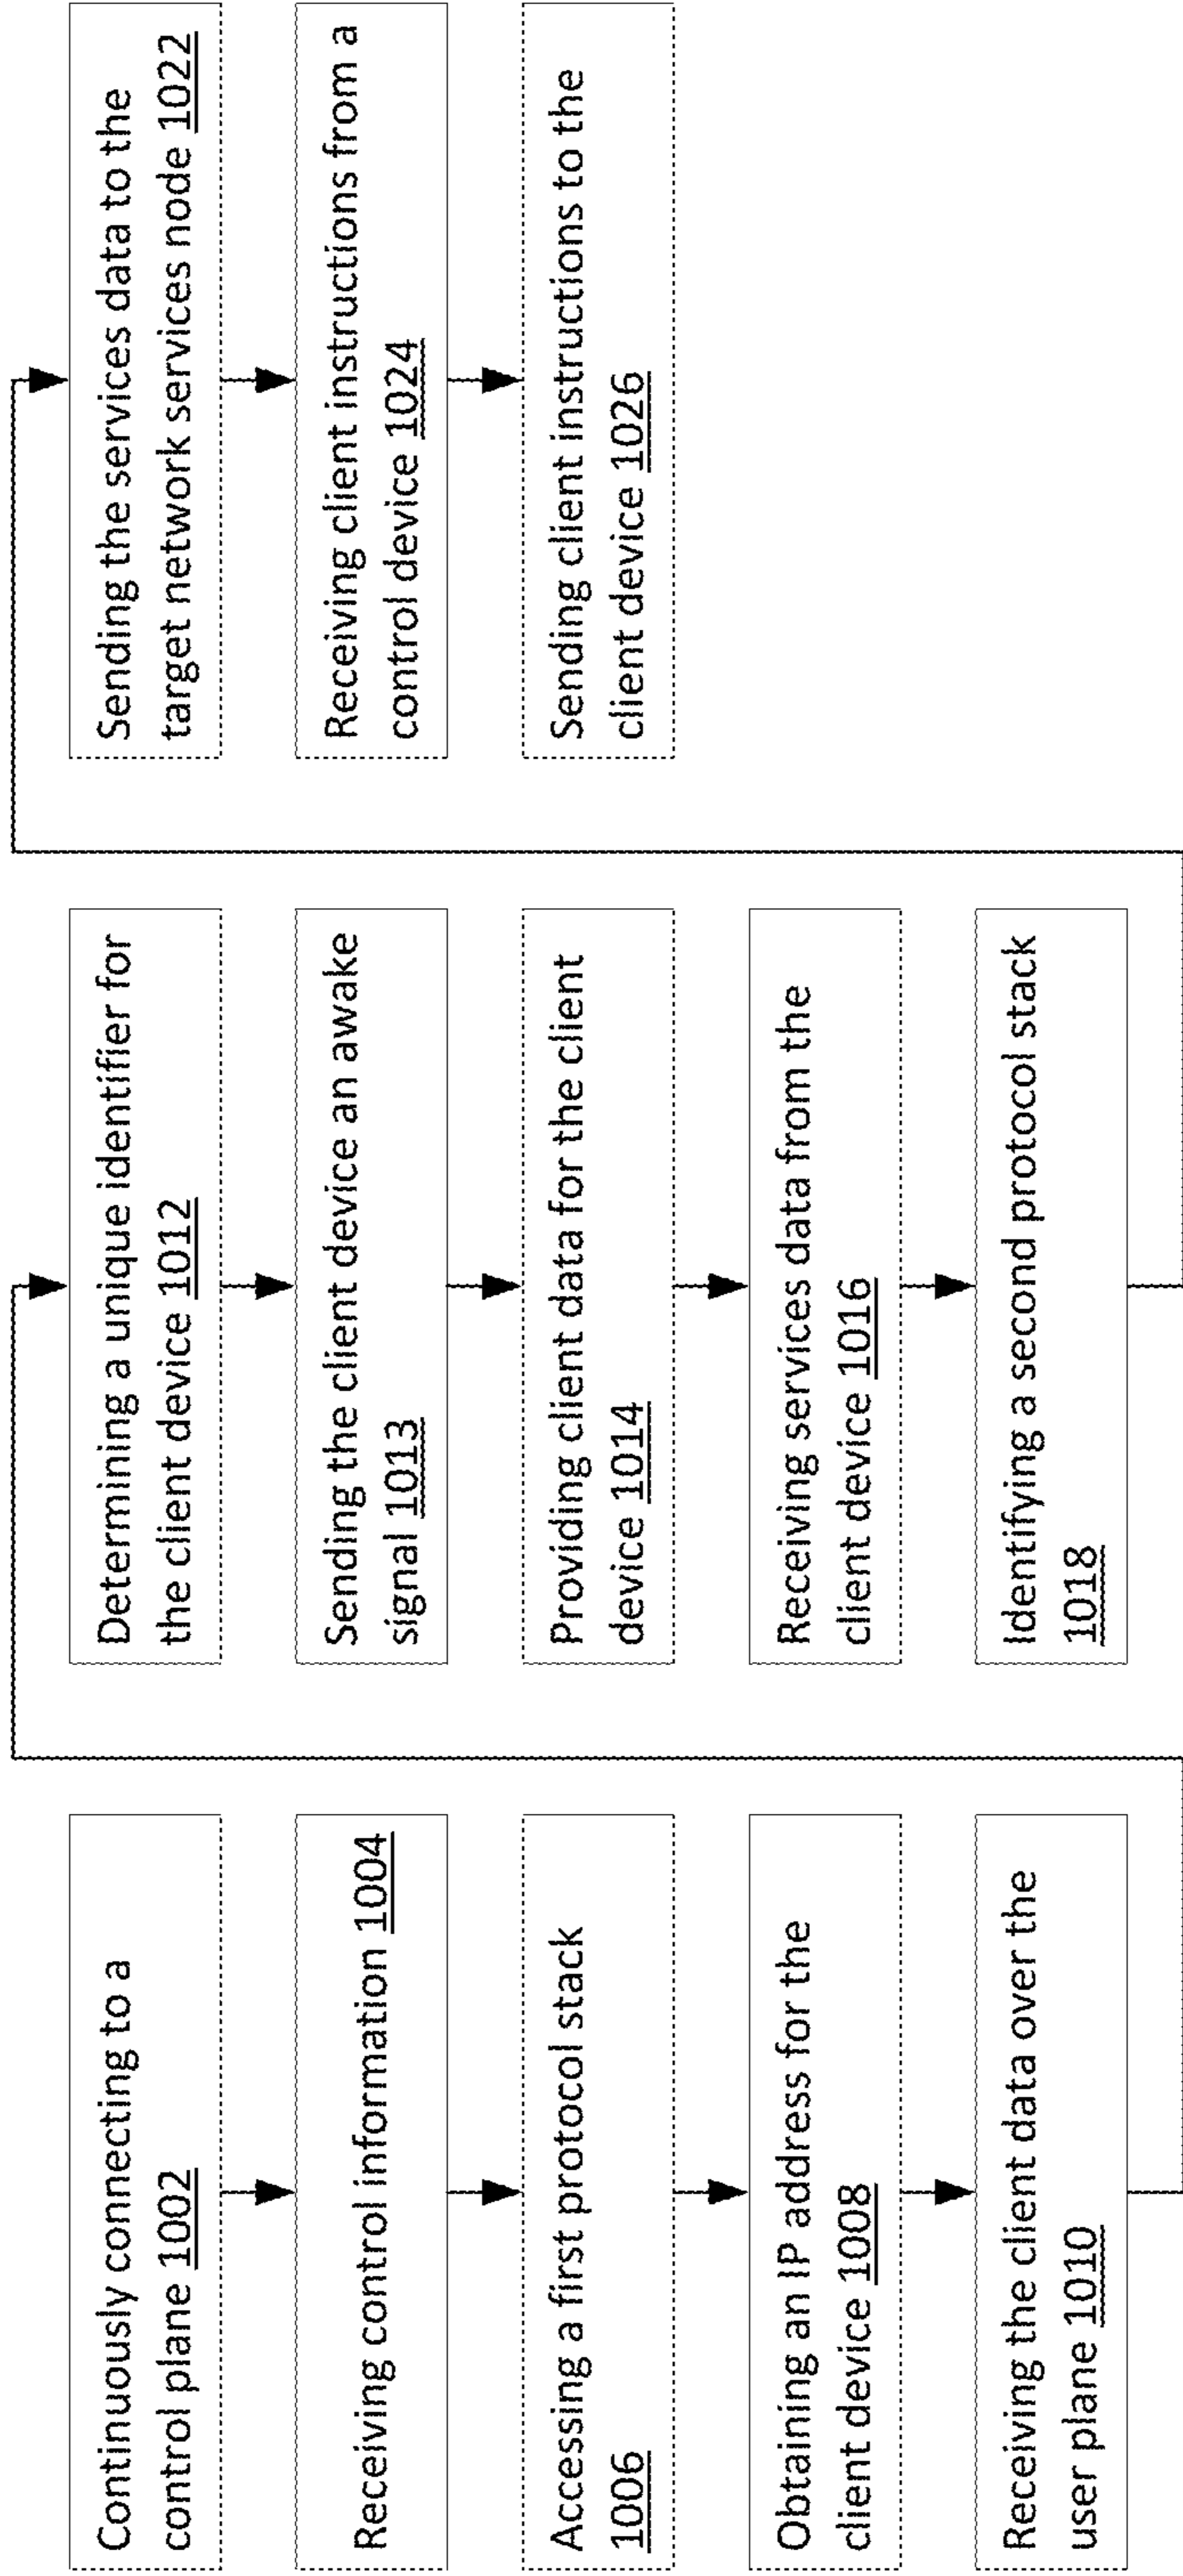 Continuously connecting to a
control plane 1002
Receiving control information 1004
Accessing a first protocol stack
1006
Obtaining an IP address for the
client device 1008
Receiving the client data over the
user plane 1010
Determining a unique identifier for
the client device 1012
Sending the client device an awake
signal 1013
Providing client data for the client
device 1014
Receiving services data from the
client device 1016
Identifying a second protocol stack
1018
Sending the services data to the
target network services node 1022
Receiving client instructions from a
control device 1024
Sending client instructions to the
client device 1026